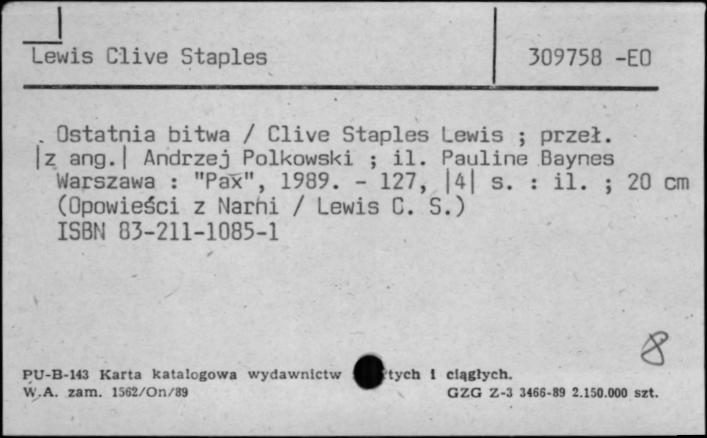 Lewis Clive Staples 309758 -EO
Ostatnia bitwa / Clive Staples Lewis ; przeł.
|z ang.| Andrzej Polkowski ; il. Pauline Baynes
Warszawa : "Pax", 1989. - 127, |4| s. : il. ; 20 cm
(Opowieści z Narni / Lewis C. S.)
ISBN 83-211-1085-1
8
PU-B-143 Karta katalogowa wydawnictw tych i ciągłych.
W.A. zam. 1562/On/89 GZG Z-3 3466-89 2.150.000 szt.